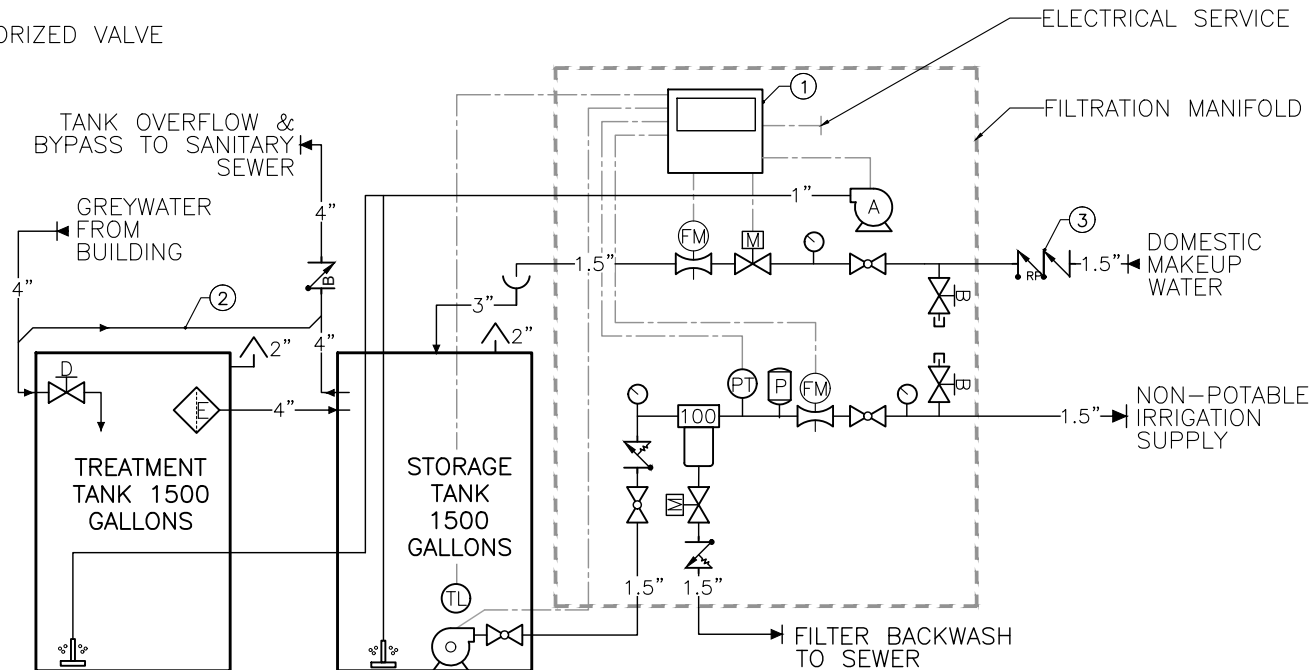 ORIZED VALVE
ELECTRICAL SERVICE
1
FILTRATION MANIFOLD
TANK OVERFLOW &
BYPASS TO SANITARY
SEWER
GREYWATER
FROM
BUILDING
4"
4"
B
2
4"
4"
1"
A
FM
M
1.5"
RP
3
1.5"
DOMESTIC
MAKEUP
WATER
B
3"
2"
2"
D
E
4"
TREATMENT
TANK 1500
GALLONS
STORAGE
TANK
1500
GALLONS
TL
100
PT
P
FM
B
1.5"
NON-POTABLE
IRRIGATION
SUPPLY
M
1.5"
1.5"
FILTER BACKWASH
TO SEWER